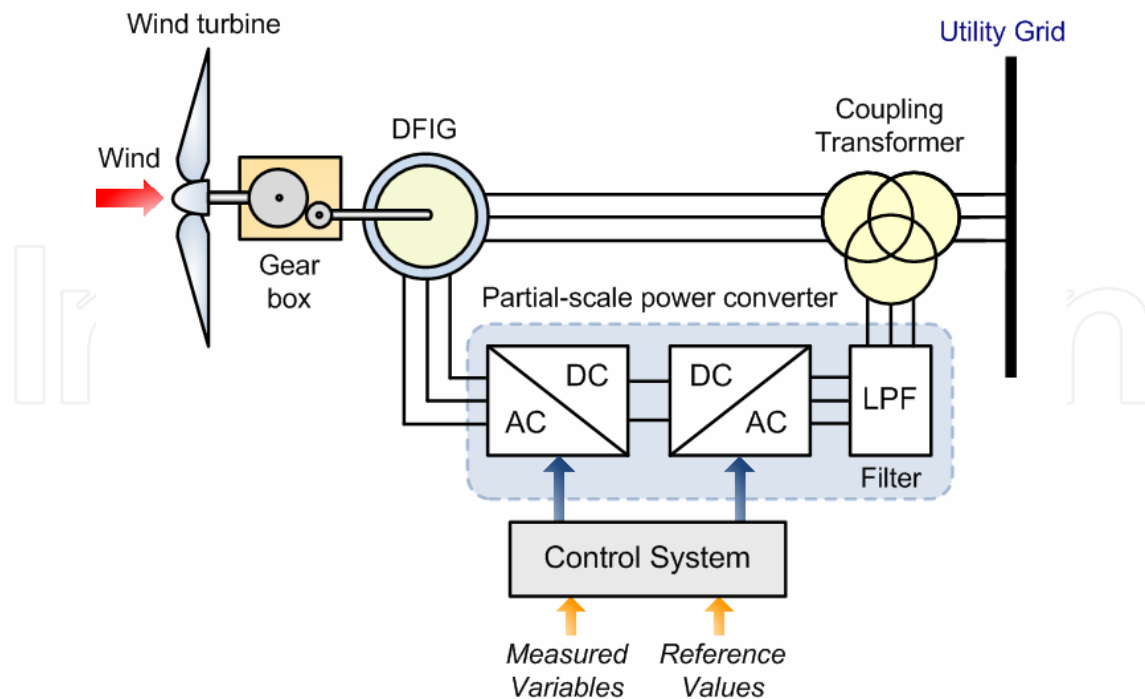 Wind turbine
Utility Grid
Coupling
Transformer
DFIG
Wind
Gear
box
Partial-scale power converter
DC
AC
DC
AC
LPF
Filter
Control System
Measured
Variables
Reference
Values